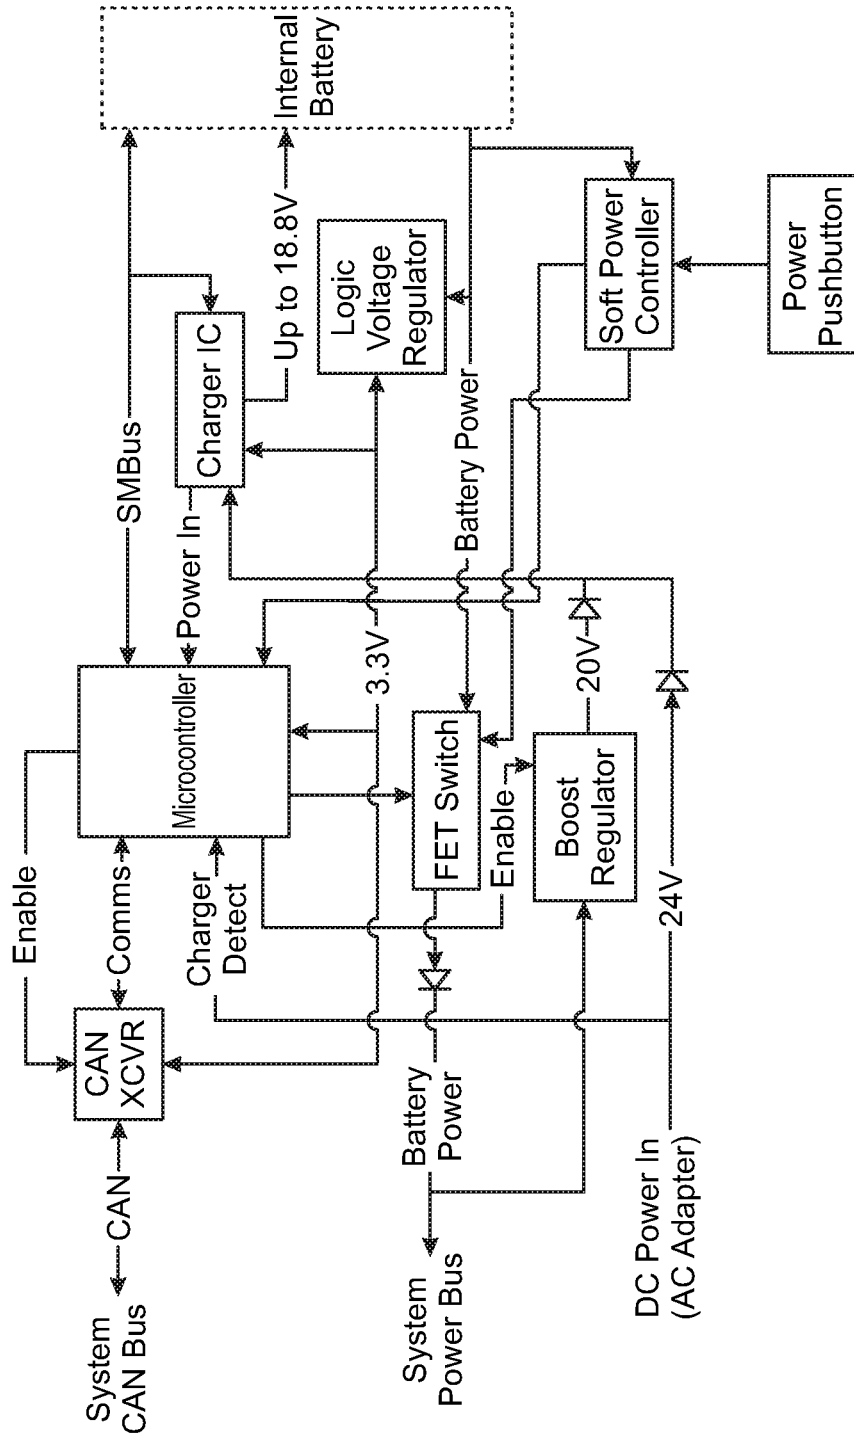 System
CAN Bus
CAN
CAN
XCVR
Enable
Comms
Charger
Detect
Microcontroller
SMBus
Power In
Charger IC
Up to 18.8V
Internal
Battery
Logic
Voltage
Regulator
3.3V
Battery Power
FET Switch
Battery
Power
System
Power Bus
Enable
Boost
Regulator
20V
Soft Power
Controller
Power
Pushbutton
24V
DC Power In
(AC Adapter)